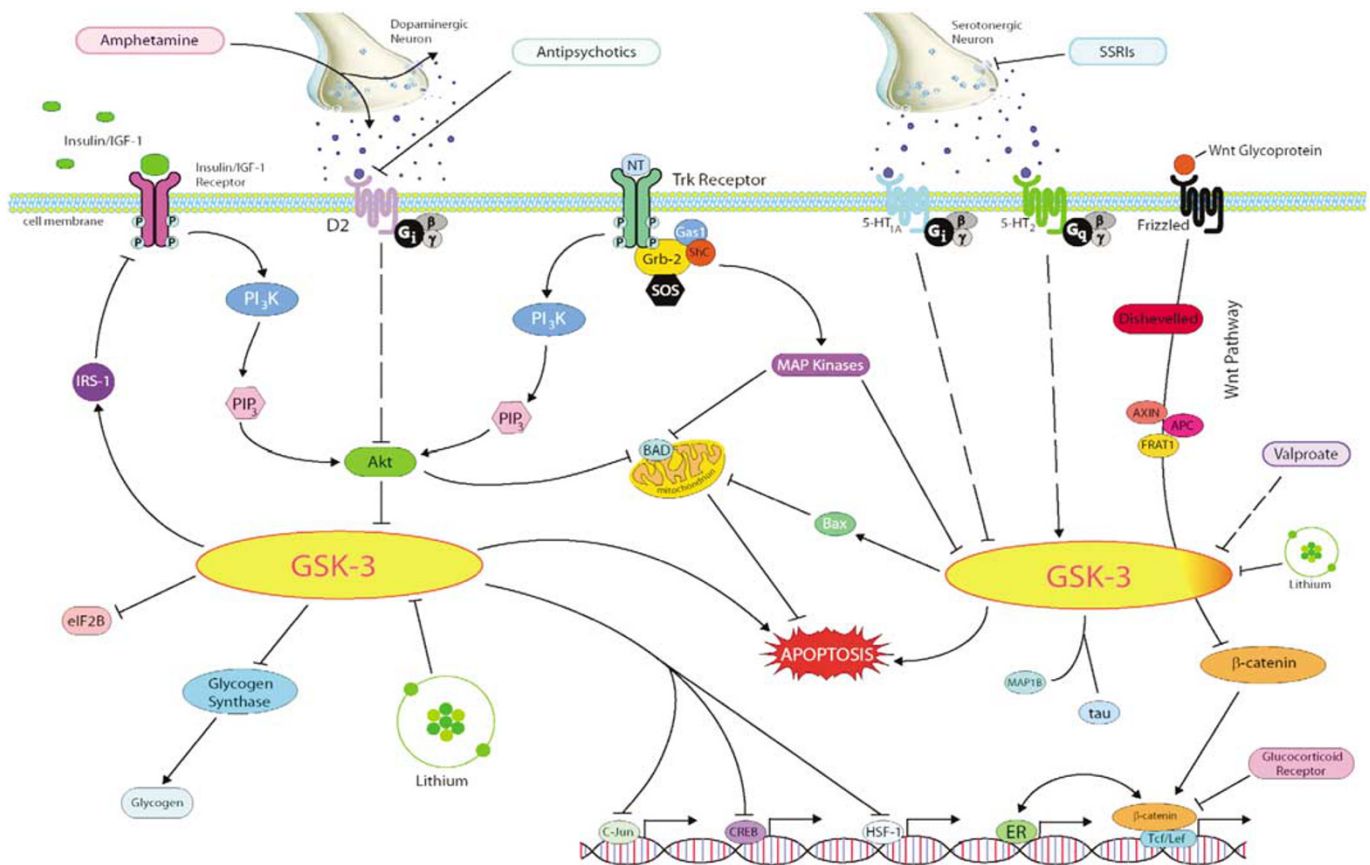 Amphetamine
Dopaminergic
Neuron
Antipsychotics
Serotonergic
Neuron
SSRIs
Insulin/IGF-1
Insulin/IGF-1
Receptor
NT
Trk Receptor
Wnt Glycoprotein
cell membrane
P
P
P
P
D2
Gi
β
γ
P
P
P
P
Gas1
ShC
Grb-2
SOS
5-HT1A
Gi
β
γ
5-HT2
Gq
β
γ
Frizzled
PI3K
PI3K
Dishevelled
Wnt Pathway
MAP Kinases
IRS-1
PIP3
PIP3
AXIN
APC
FRAT1
Akt
BAD
mitochondrion
Valproate
Bax
GSK-3
GSK-3
Lithium
eIF2B
APOPTOSIS
β-catenin
Glycogen
Synthase
MAP1B
tau
Lithium
Glucocorticoid
Receptor
Glycogen
C-Jun
CREB
HSF-1
ER
β-catenin
Tcf/Lef